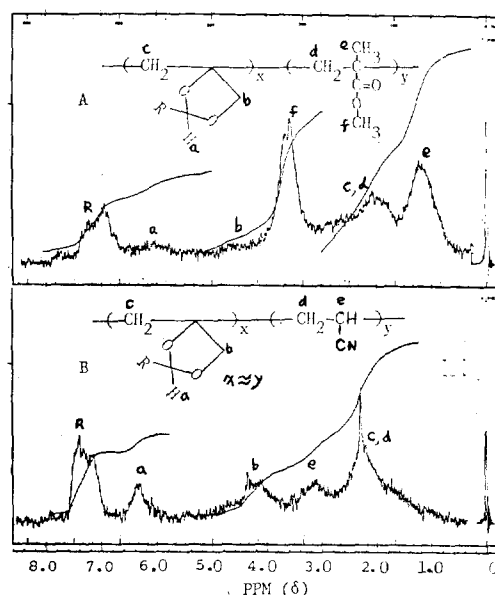 A
c
( CH2 )x
d
( CH2 C )y
e CH3
C=O
O
f CH3
O
O
R
H a
b
R
a
b
f
c, d
e
B
c
( CH2 )x
d e
( CH2 CH )y
CN
O
O
R
H a
b
x≈y
R
a
b
e
c, d
8.0 7.0 6.0 5.0 4.0 3.0 2.0 1.0 0
PPM (δ)